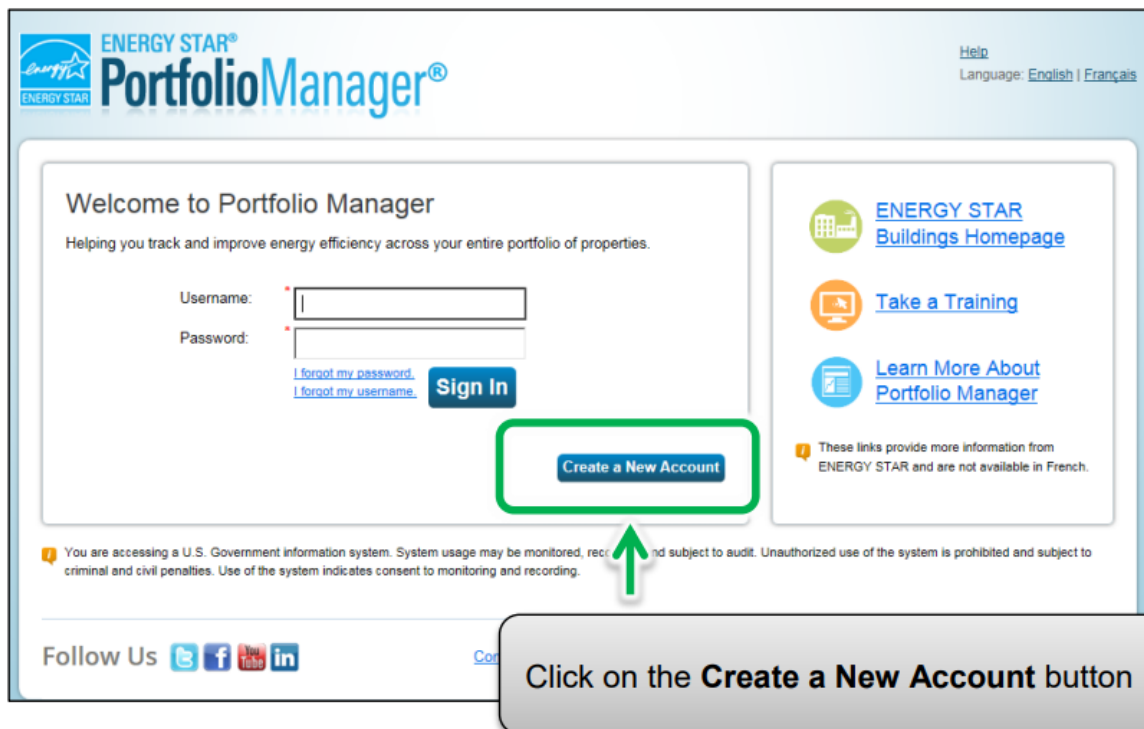 ENERGY STAR®
PortfolioManager®
energy
ENERGY STAR
Help
Language: English | Français
Welcome to Portfolio Manager
Helping you track and improve energy efficiency across your entire portfolio of properties.
Username: *
Password: *
I forgot my password.
I forgot my username.
Sign In
Create a New Account
ENERGY STAR
Buildings Homepage
Take a Training
Learn More About
Portfolio Manager
These links provide more information from
ENERGY STAR and are not available in French.
You are accessing a U.S. Government information system. System usage may be monitored, and subject to audit. Unauthorized use of the system is prohibited and subject to
criminal and civil penalties. Use of the system indicates consent to monitoring and recording.
Follow Us
You
Tube
in
Click on the Create a New Account button